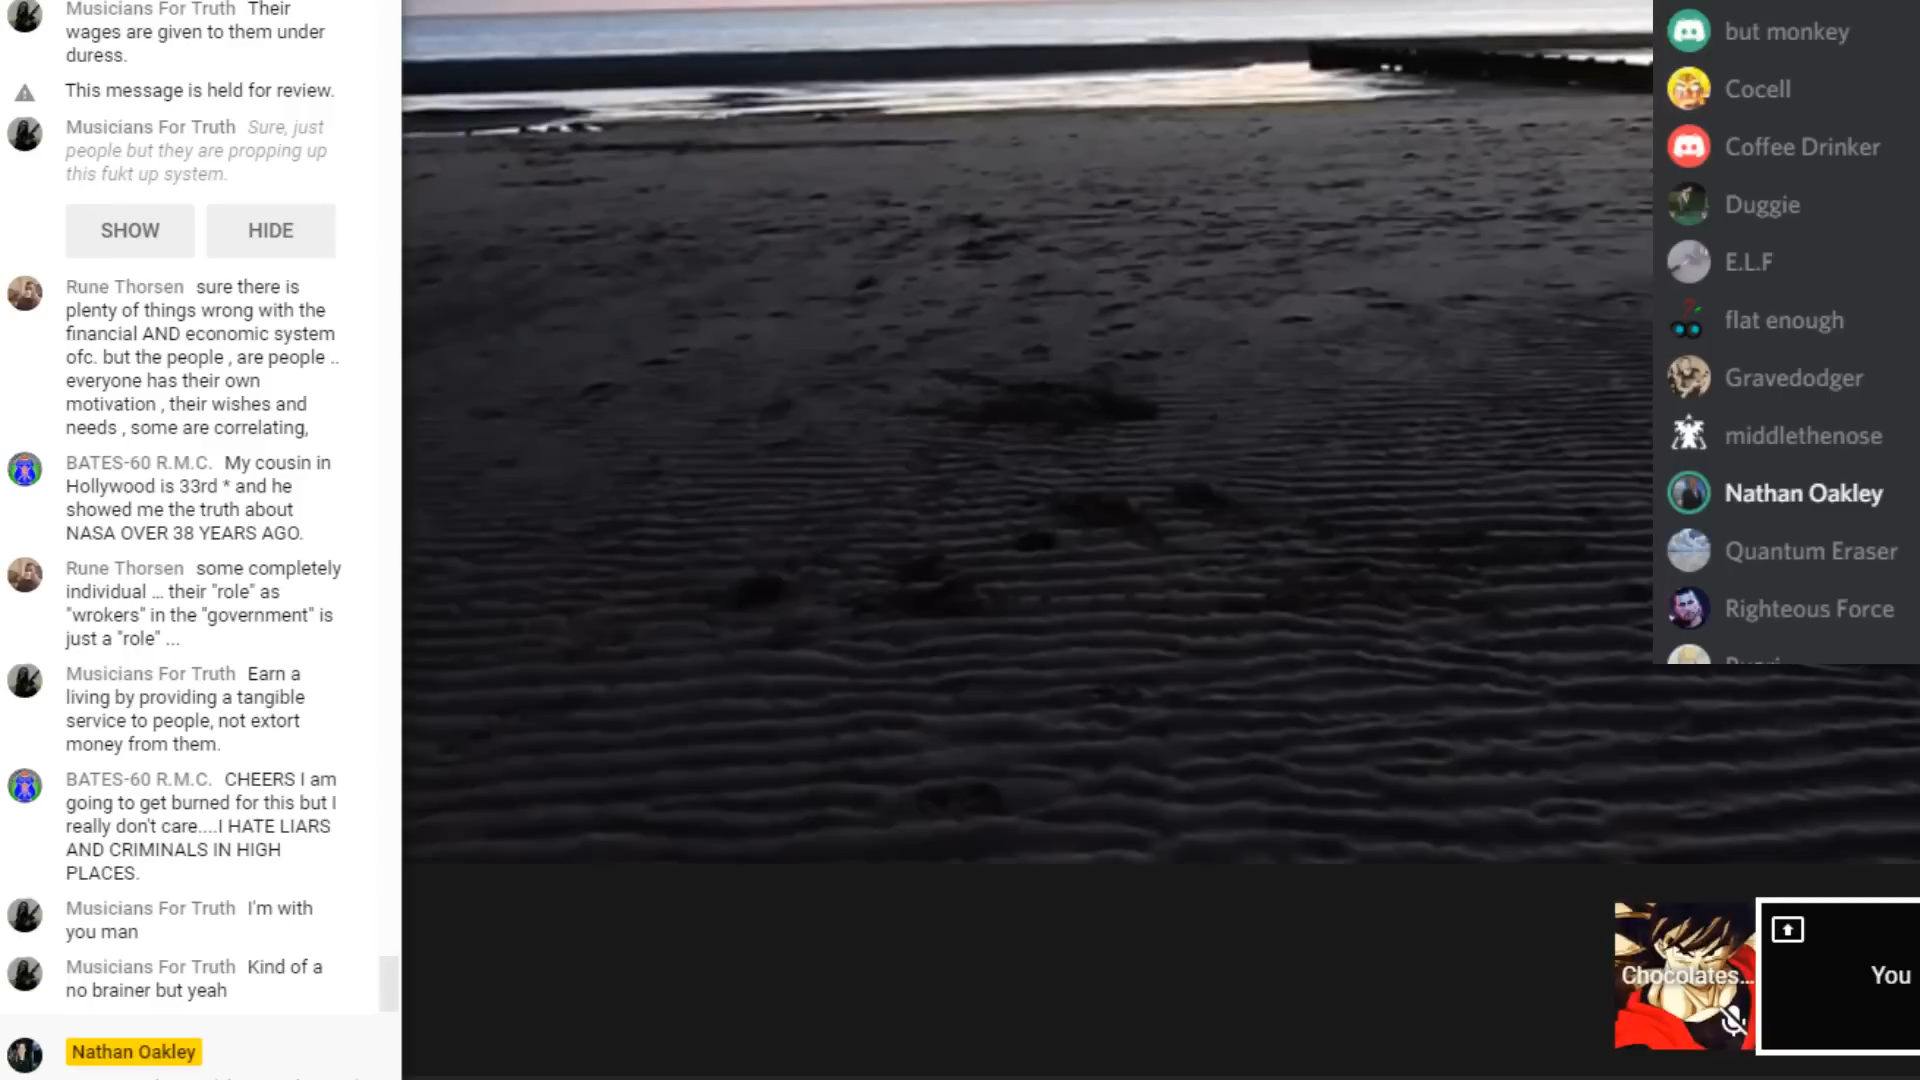 Musicians For Truth Their
wages are given to them under
duress.
This message is held for review.
Musicians For Truth Sure, just
people but they are propping up
this fukt up system.
SHOW HIDE
Rune Thorsen sure there is
plenty of things wrong with the
financial AND economic system
ofc. but the people , are people ..
everyone has their own
motivation , their wishes and
needs , some are correlating,
BATES-60 R.M.C. My cousin in
Hollywood is 33rd * and he
showed me the truth about
NASA OVER 38 YEARS AGO.
Rune Thorsen some completely
individual ... their "role" as
"wrokers" in the "government" is
just a "role" ...
Musicians For Truth Earn a
living by providing a tangible
service to people, not extort
money from them.
BATES-60 R.M.C. CHEERS I am
going to get burned for this but I
really don't care....I HATE LIARS
AND CRIMINALS IN HIGH
PLACES.
Musicians For Truth I'm with
you man
Musicians For Truth Kind of a
no brainer but yeah
Nathan Oakley
but monkey
Cocell
Coffee Drinker
Duggie
E.L.F
flat enough
Gravedodger
middlethenose
Nathan Oakley
Quantum Eraser
Righteous Force
Chocolates...
You